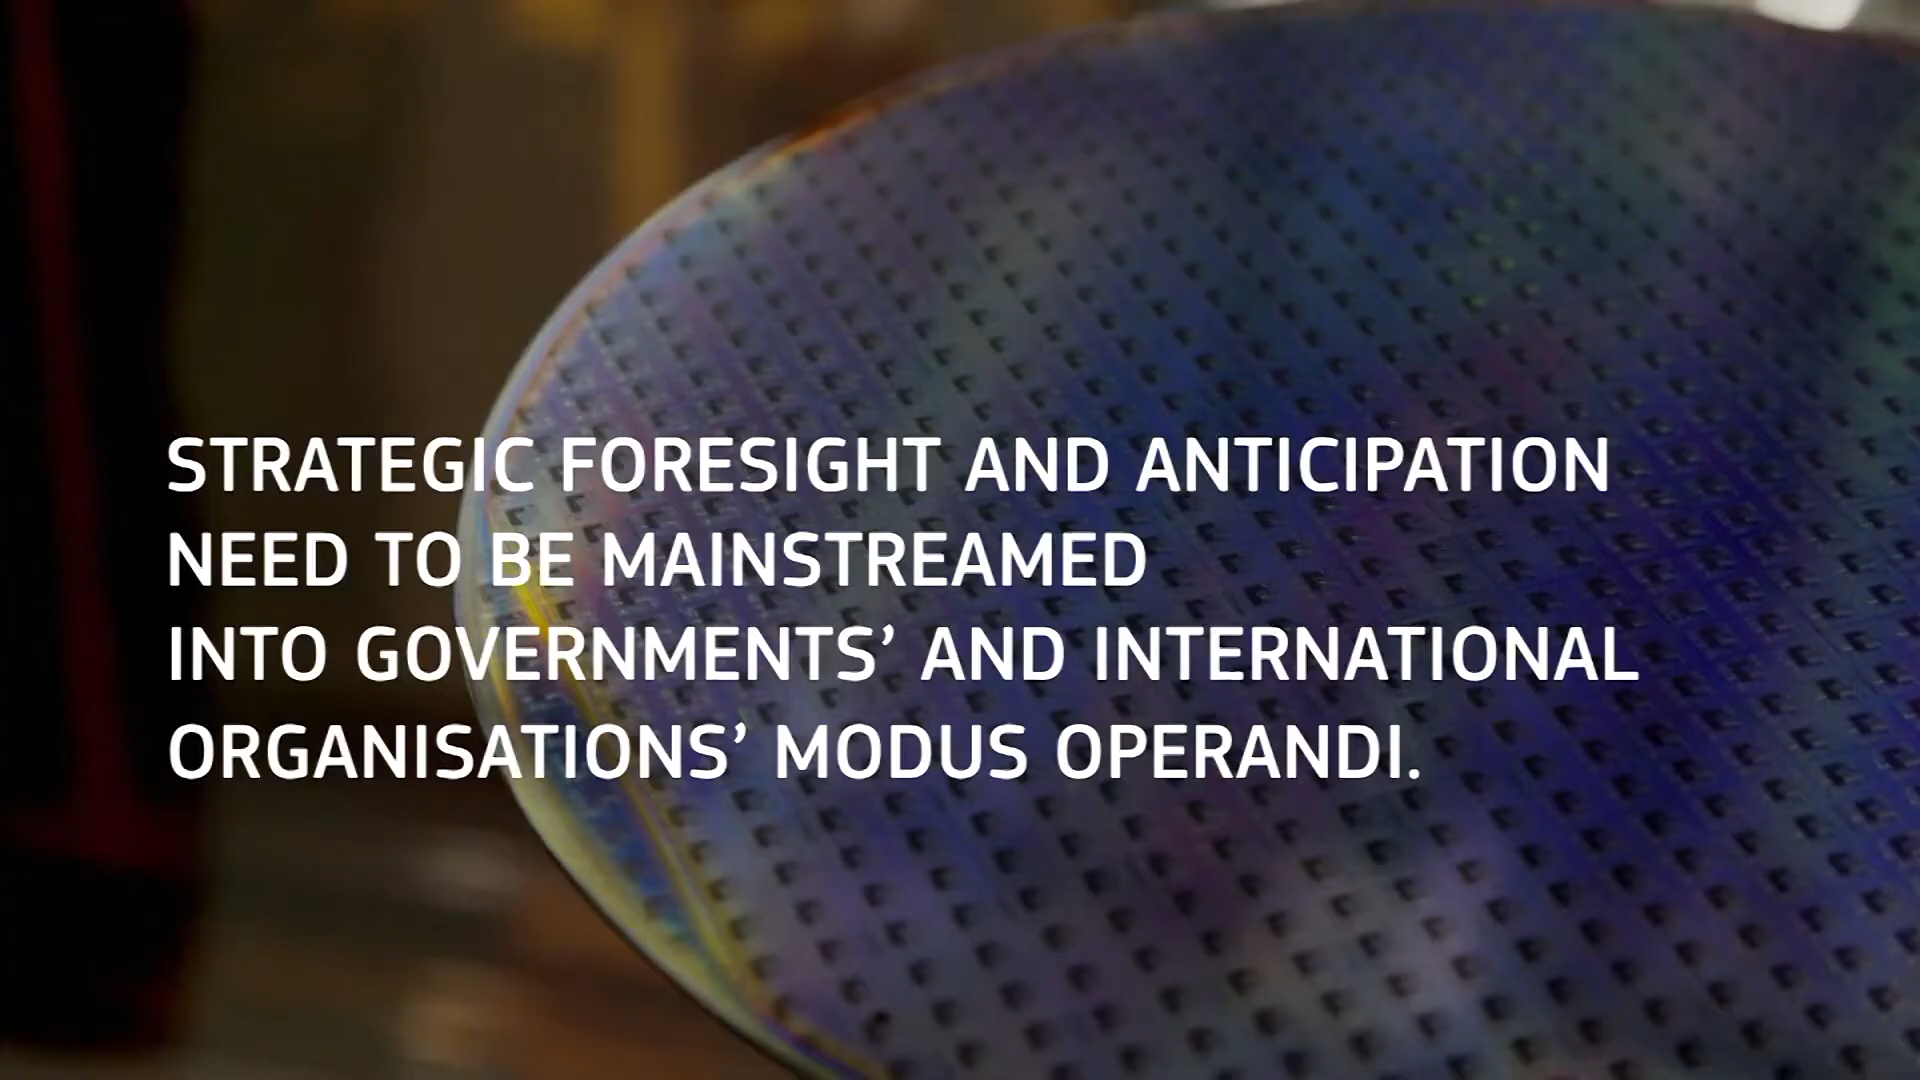 STRATEGIC FORESIGHT AND ANTICIPATION
NEED TO BE MAINSTREAMED
INTO GOVERNMENTS’ AND INTERNATIONAL
ORGANISATIONS’ MODUS OPERANDI.